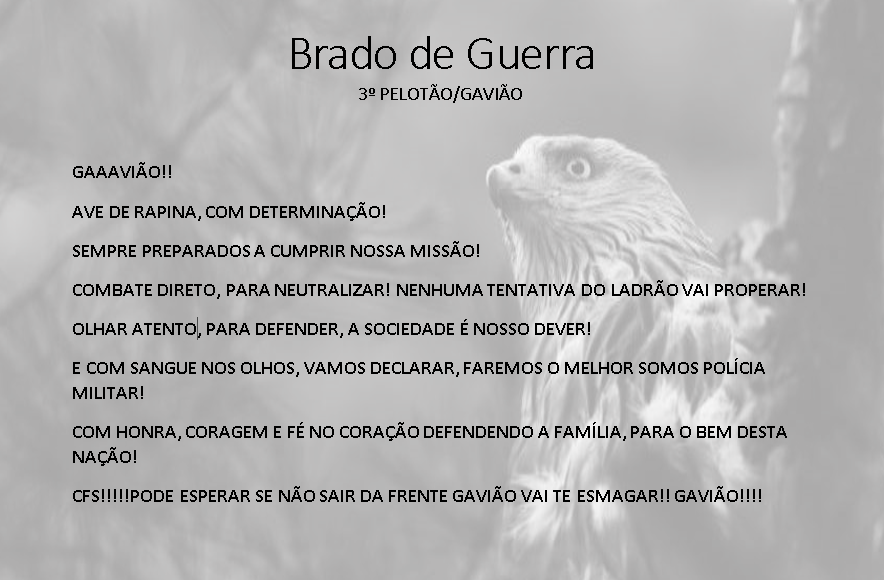 Brado de Guerra
3º PELOTÃO/GAVIÃO
GAAAVIÃO!!
AVE DE RAPINA, COM DETERMINAÇÃO!
SEMPRE PREPARADOS A CUMPRIR NOSSA MISSÃO!
COMBATE DIRETO, PARA NEUTRALIZAR! NENHUMA TENTATIVA DO LADRÃO VAI PROPERAR!
OLHAR ATENTO, PARA DEFENDER, A SOCIEDADE É NOSSO DEVER!
E COM SANGUE NOS OLHOS, VAMOS DECLARAR, FAREMOS O MELHOR SOMOS POLÍCIA
MILITAR!
COM HONRA, CORAGEM E FÉ NO CORAÇÃO DEFENDENDO A FAMÍLIA, PARA O BEM DESTA
NAÇÃO!
CFS!!!!!PODE ESPERAR SE NÃO SAIR DA FRENTE GAVIÃO VAI TE ESMAGAR!! GAVIÃO!!!!